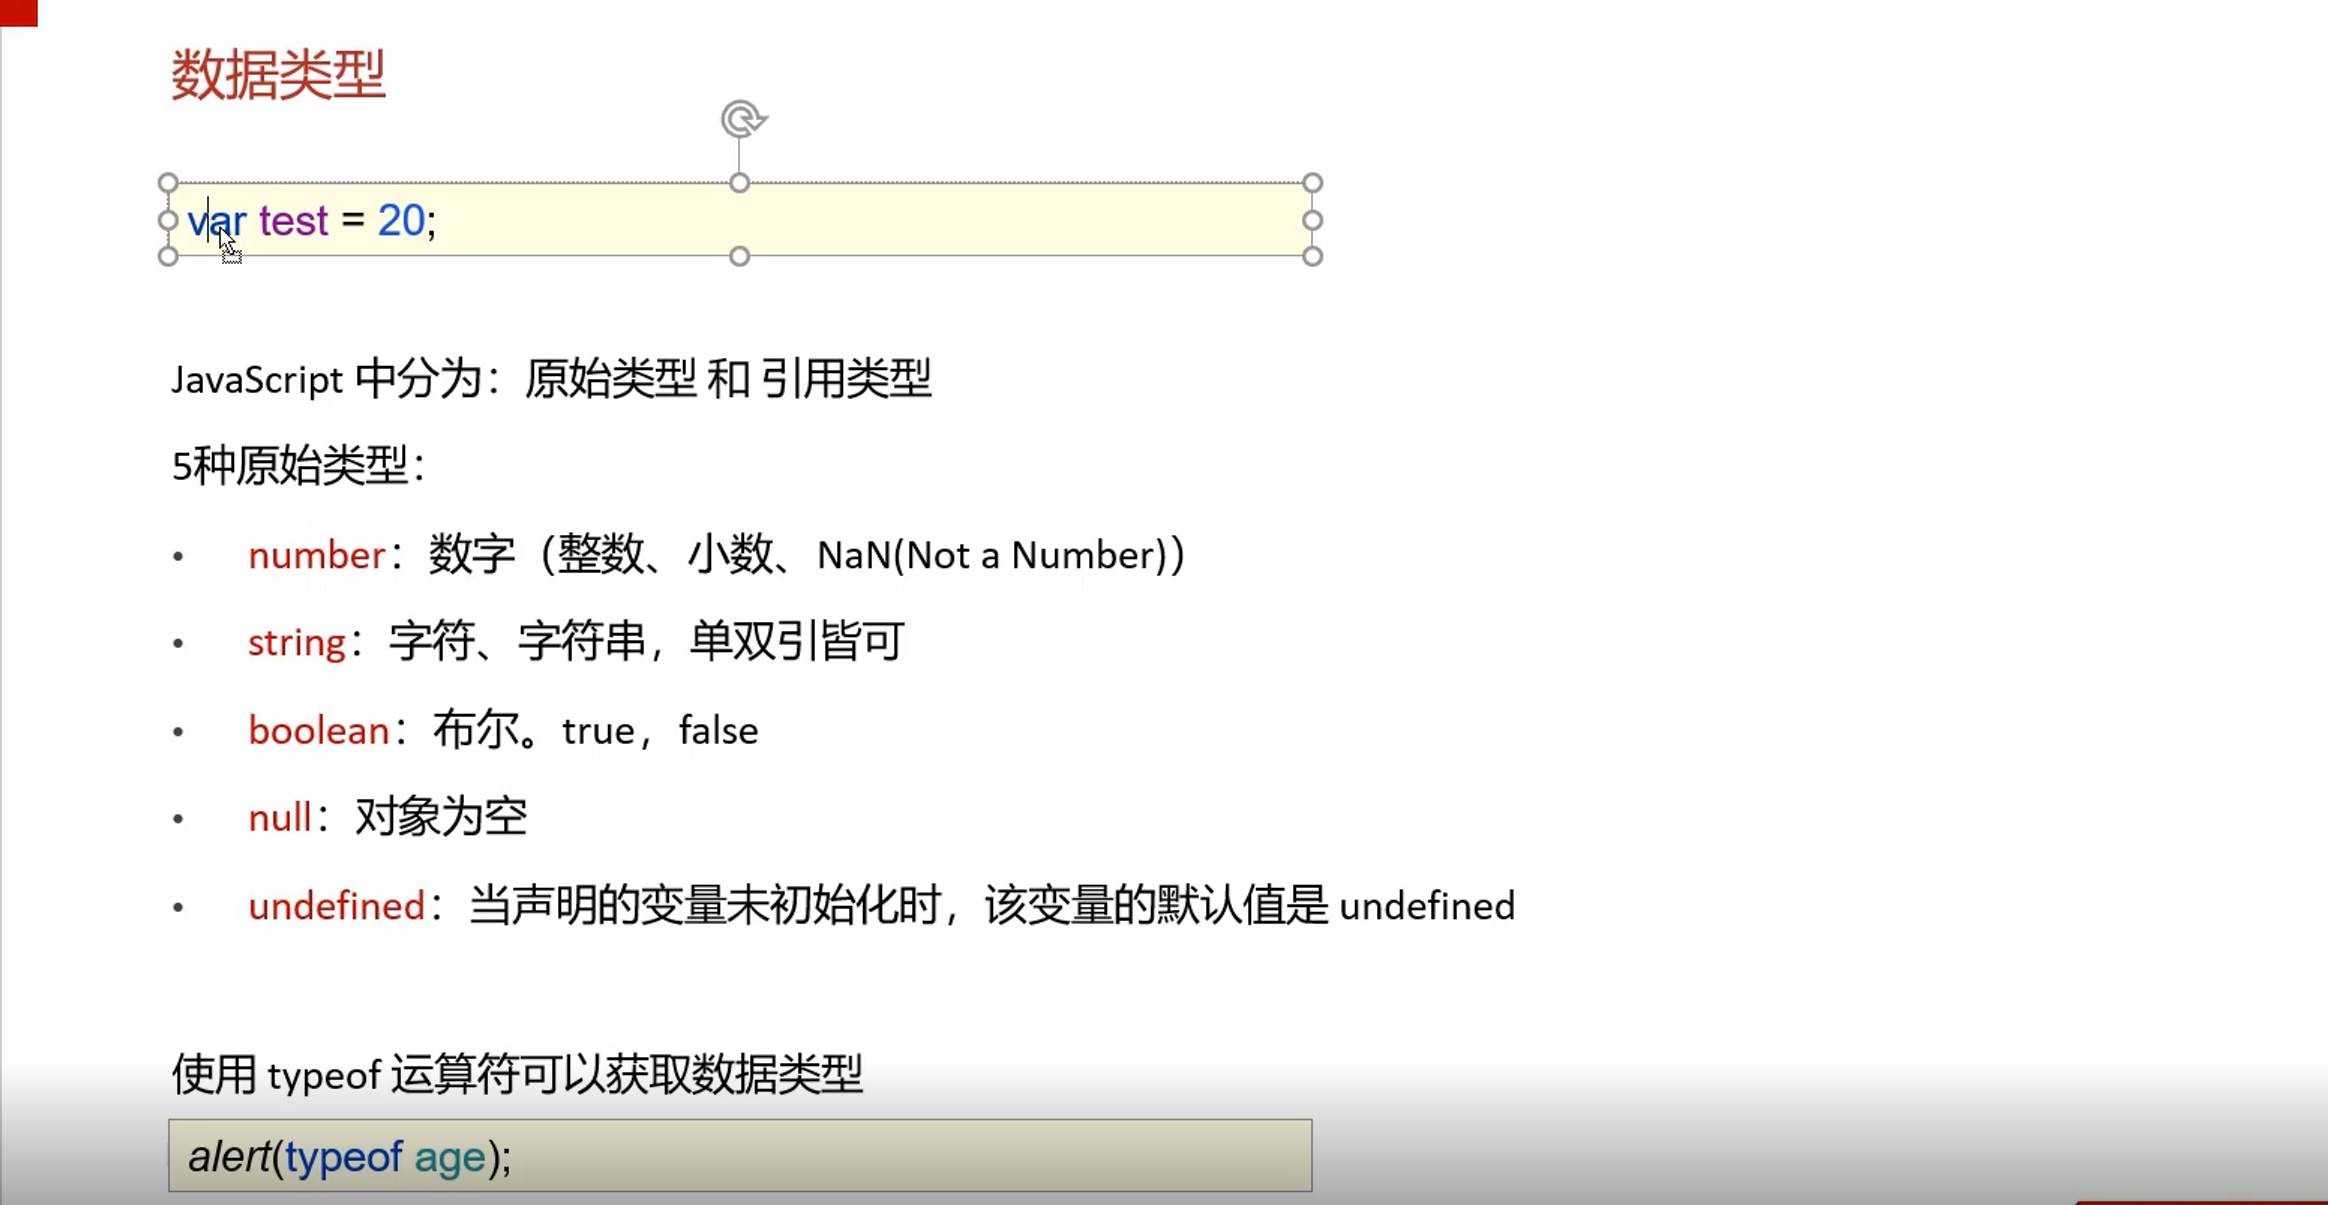 数据类型
var test = 20;
JavaScript 中分为：原始类型 和 引用类型
5种原始类型：
• number：数字（整数、小数、NaN(Not a Number)）
• string：字符、字符串，单双引皆可
• boolean：布尔。true，false
• null：对象为空
• undefined：当声明的变量未初始化时，该变量的默认值是 undefined
使用 typeof 运算符可以获取数据类型
alert(typeof age);